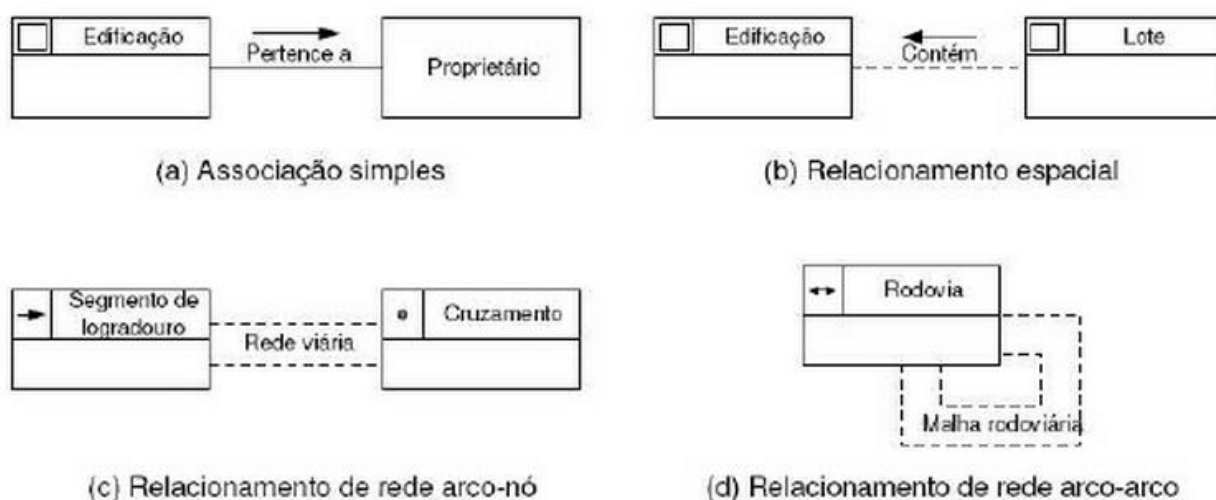 Edificação
Pertence a
Proprietário
(a) Associação simples
Edificação
Contém
Lote
(b) Relacionamento espacial
Segmento de
logradouro
Rede viária
Cruzamento
(c) Relacionamento de rede arco-nó
Rodovia
Malha rodoviária
(d) Relacionamento de rede arco-arco